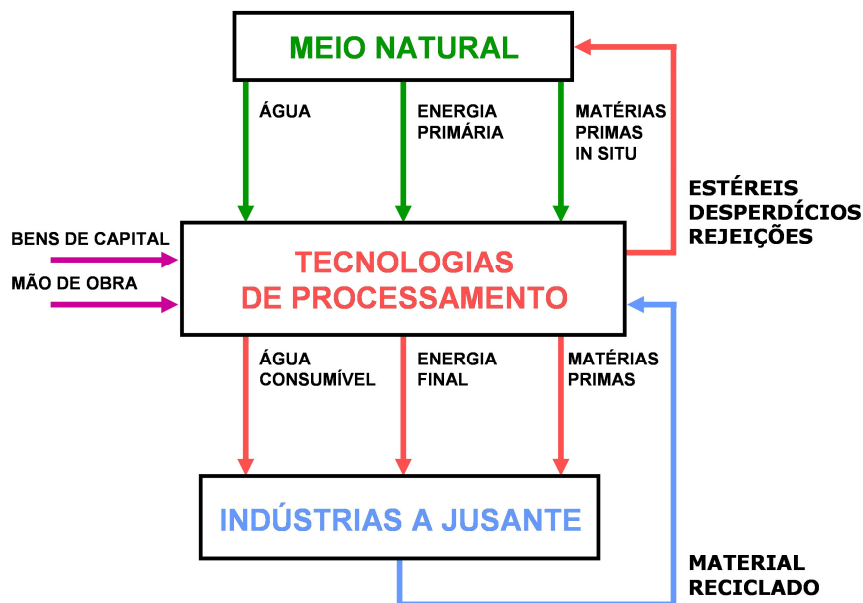 MEIO NATURAL
ÁGUA
ENERGIA
PRIMÁRIA
MATÉRIAS
PRIMAS
IN SITU
ESTÉREIS
DESPERDÍCIOS
REJEIÇÕES
BENS DE CAPITAL
MÃO DE OBRA
TECNOLOGIAS
DE PROCESSAMENTO
ÁGUA
CONSUMÍVEL
ENERGIA
FINAL
MATÉRIAS
PRIMAS
INDÚSTRIAS A JUSANTE
MATERIAL
RECICLADO